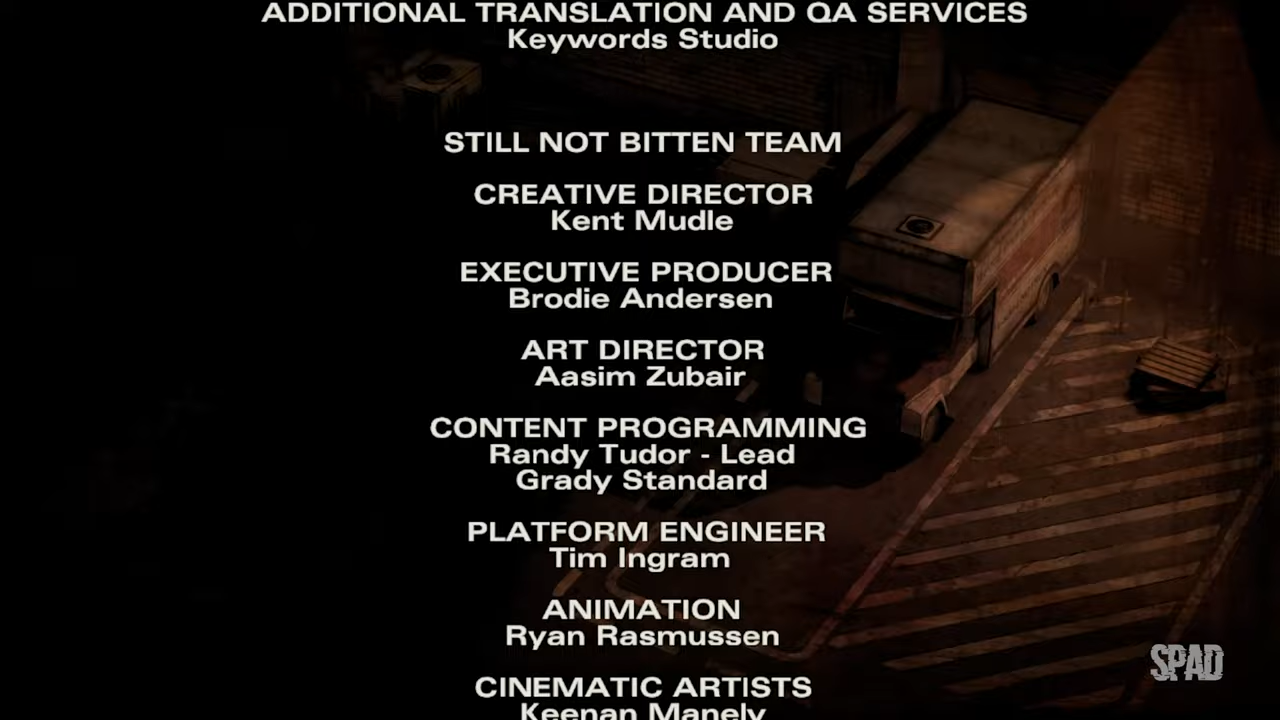 ADDITIONAL TRANSLATION AND QA SERVICES
Keywords Studio
STILL NOT BITTEN TEAM
CREATIVE DIRECTOR
Kent Mudle
EXECUTIVE PRODUCER
Brodie Andersen
ART DIRECTOR
Aasim Zubair
CONTENT PROGRAMMING
Randy Tudor - Lead
Grady Standard
PLATFORM ENGINEER
Tim Ingram
ANIMATION
Ryan Rasmussen
CINEMATIC ARTISTS
Keenan Manely
SPAD